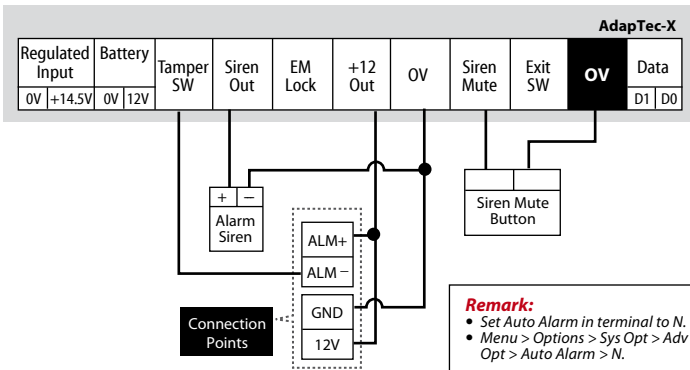 AdapTec-X
Regulated Input
Battery
Tamper SW
Siren Out
EM Lock
+12 Out
OV
Siren Mute
Exit SW
OV
Data
0V +14.5V 0V 12V
D1 D0
+ −
Alarm
Siren
Siren Mute
Button
ALM+
ALM −
GND
12V
Connection
Points
Remark:
• Set Auto Alarm in terminal to N.
• Menu > Options > Sys Opt > Adv
Opt > Auto Alarm > N.